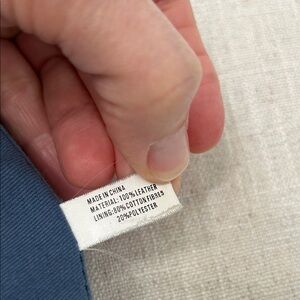 MADE IN CHINA
MATERIAL: 100% LEATHER
LINING: 80% COTTON FIBRES
20% POLYESTER